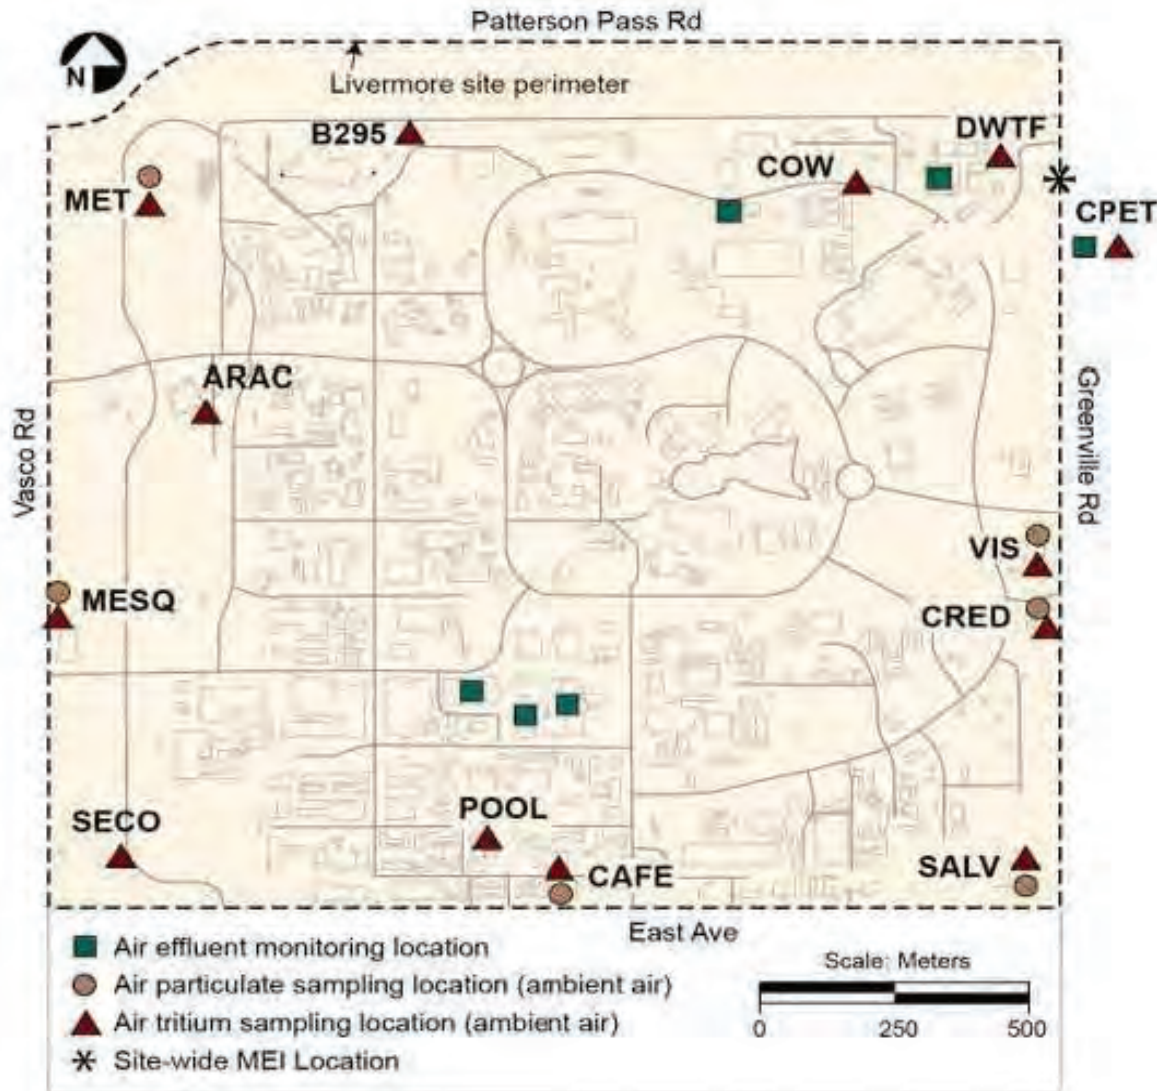 Patterson Pass Rd
N
Livermore site perimeter
B295
DWTF
COW
MET
CPET
ARAC
Vasco Rd
Greenville Rd
VIS
MESQ
CRED
SECO
POOL
CAFE
SALV
East Ave
Air effluent monitoring location
Air particulate sampling location (ambient air)
Air tritium sampling location (ambient air)
Site-wide MEI Location
Scale: Meters
0 250 500